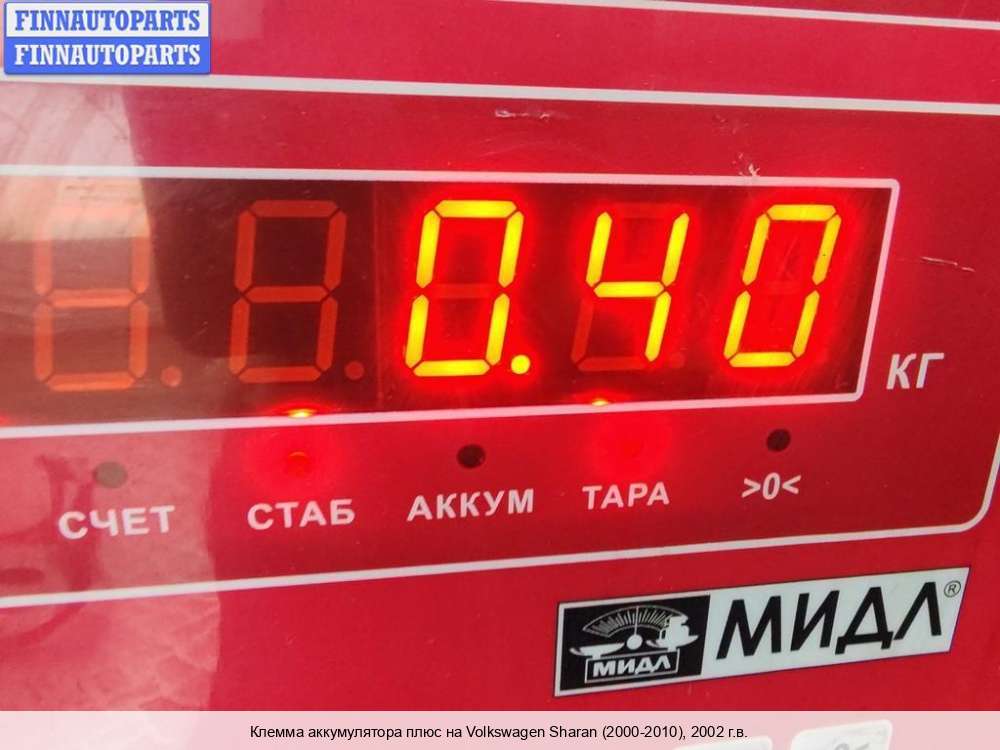 FINNAUTOPARTS
FINNAUTOPARTS
0.40
КГ
СЧЕТ СТАБ АККУМ ТАРА >0<
МИДЛ МИДЛ®
Клемма аккумулятора плюс на Volkswagen Sharan (2000-2010), 2002 г.в.